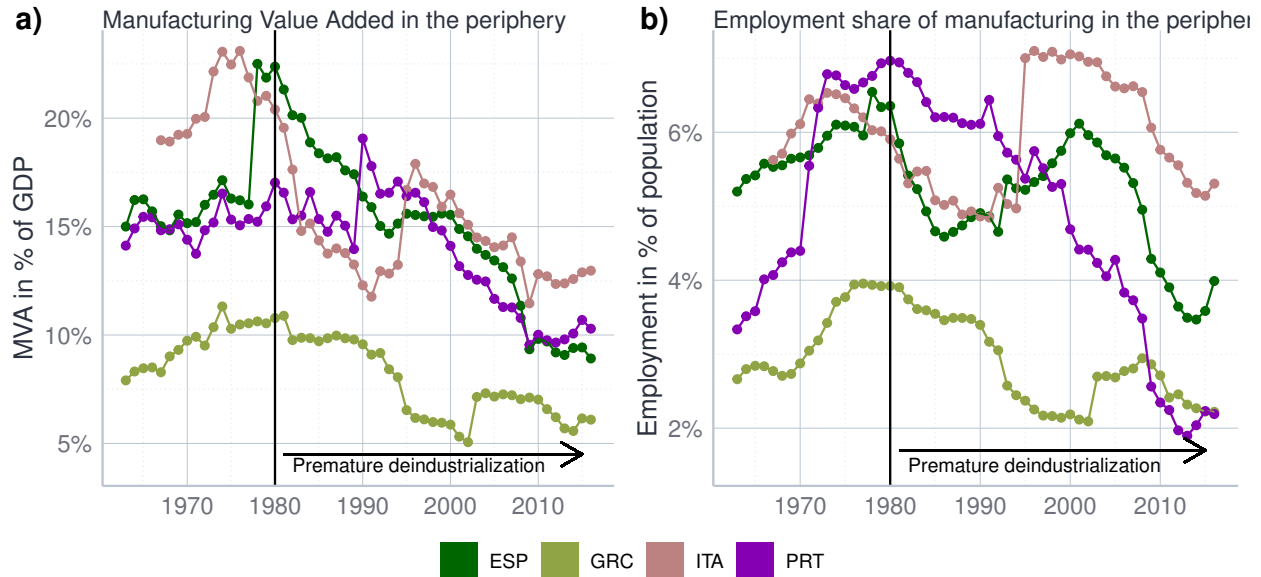 a)
Manufacturing Value Added in the periphery
MVA in % of GDP
20%
15%
10%
5%
Premature deindustrialization
1970 1980 1990 2000 2010
b)
Employment share of manufacturing in the peripher
Employment in % of population
6%
4%
2%
Premature deindustrialization
1970 1980 1990 2000 2010
ESP GRC ITA PRT